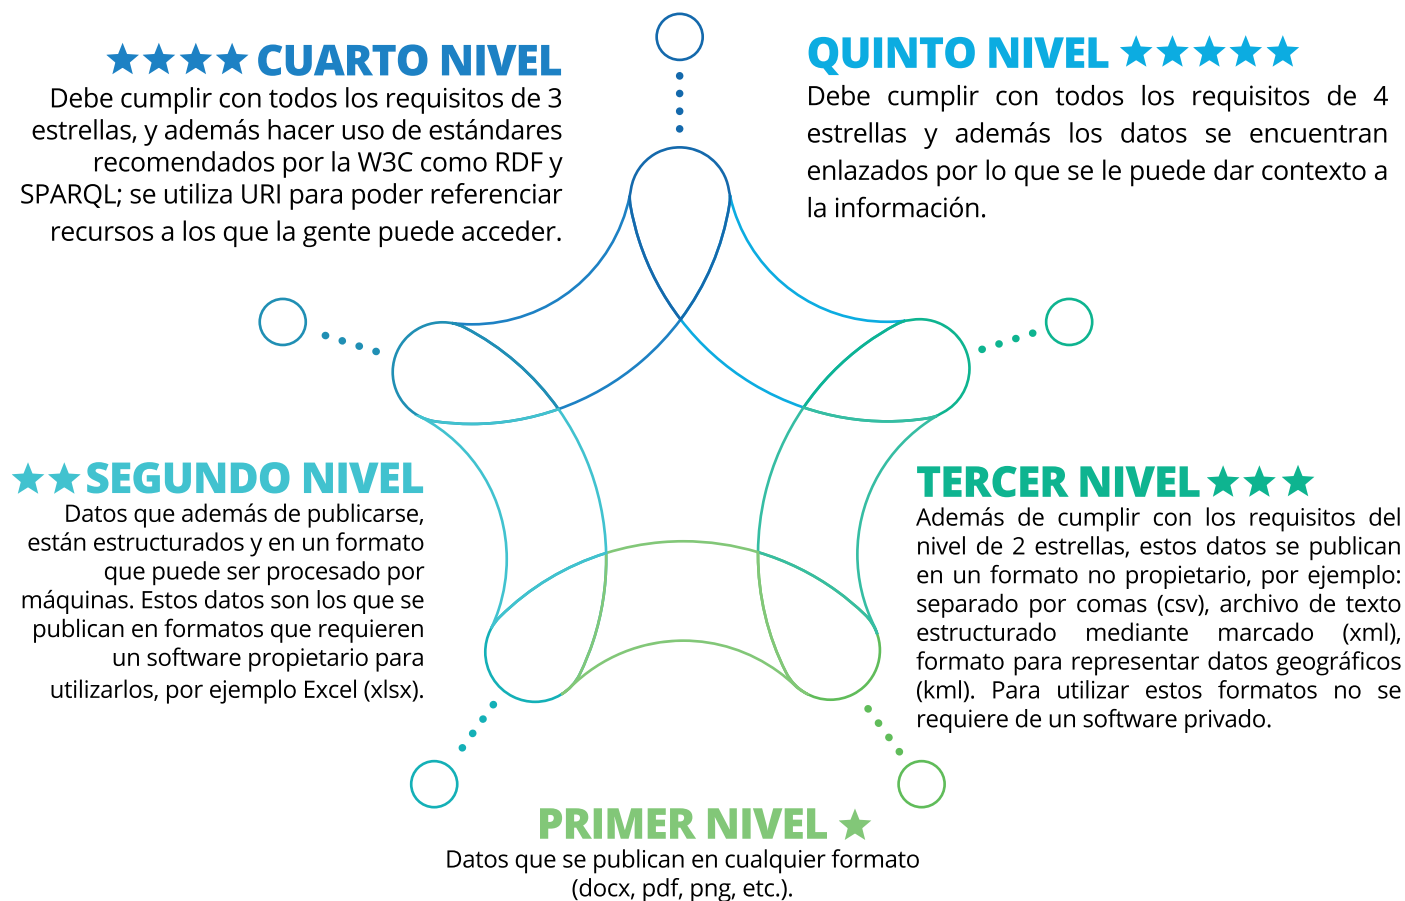 CUARTO NIVEL
Debe cumplir con todos los requisitos de 3
estrellas, y además hacer uso de estándares
recomendados por la W3C como RDF y
SPARQL; se utiliza URI para poder referenciar
recursos a los que la gente puede acceder.
QUINTO NIVEL
Debe cumplir con todos los requisitos de 4
estrellas y además los datos se encuentran
enlazados por lo que se le puede dar contexto a
la información.
SEGUNDO NIVEL
Datos que además de publicarse,
están estructurados y en un formato
que puede ser procesado por
máquinas. Estos datos son los que se
publican en formatos que requieren
un software propietario para
utilizarlos, por ejemplo Excel (xlsx).
TERCER NIVEL
Además de cumplir con los requisitos del
nivel de 2 estrellas, estos datos se publican
en un formato no propietario, por ejemplo:
separado por comas (csv), archivo de texto
estructurado mediante marcado (xml),
formato para representar datos geográficos
(kml). Para utilizar estos formatos no se
requiere de un software privado.
PRIMER NIVEL
Datos que se publican en cualquier formato
(docx, pdf, png, etc.).